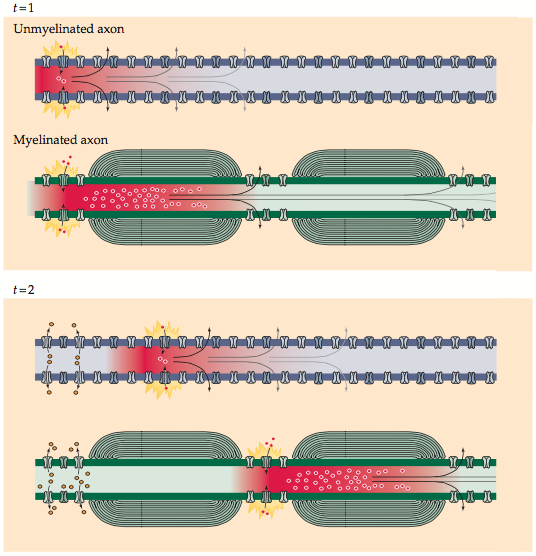 t=1
Unmyelinated axon
Myelinated axon
t=2